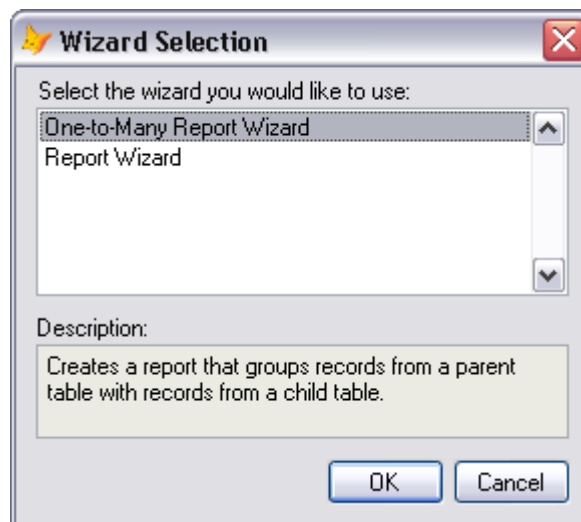 Wizard Selection
Select the wizard you would like to use:
One-to-Many Report Wizard
Report Wizard
Description:
Creates a report that groups records from a parent
table with records from a child table.
OK Cancel